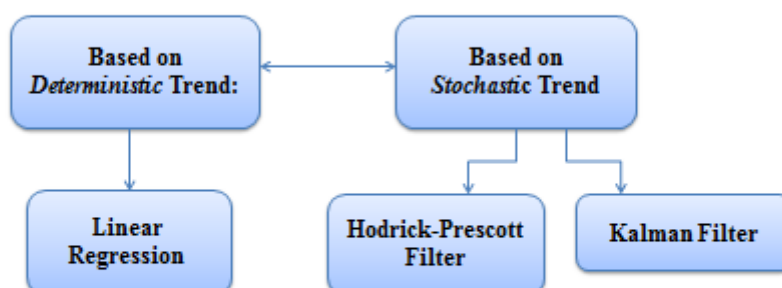 Based on
Deterministic Trend:
Based on
Stochastic Trend
Linear
Regression
Hodrick-Prescott
Filter
Kalman Filter